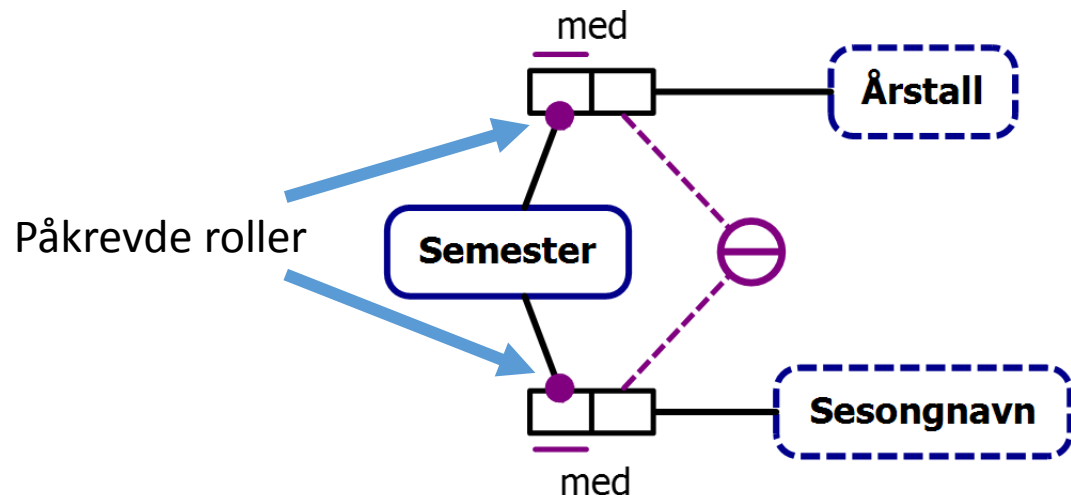 med
Årstall
Påkrevde roller
Semester
Sesongnavn
med